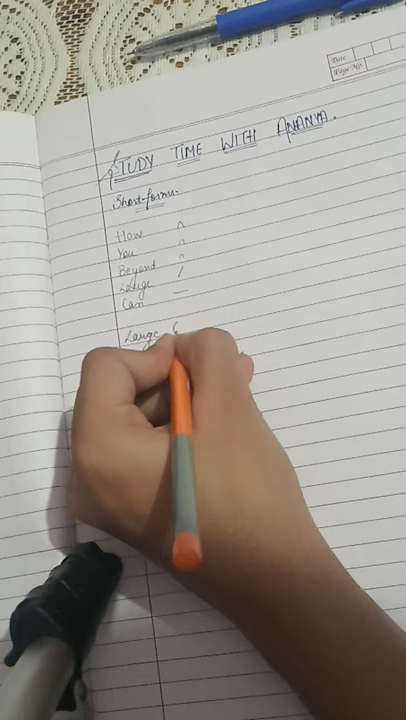 Date
Page No.
STUDY TIME WITH ANANYA.
Short-forms-
How
You
Beyond
Large
Can
Large